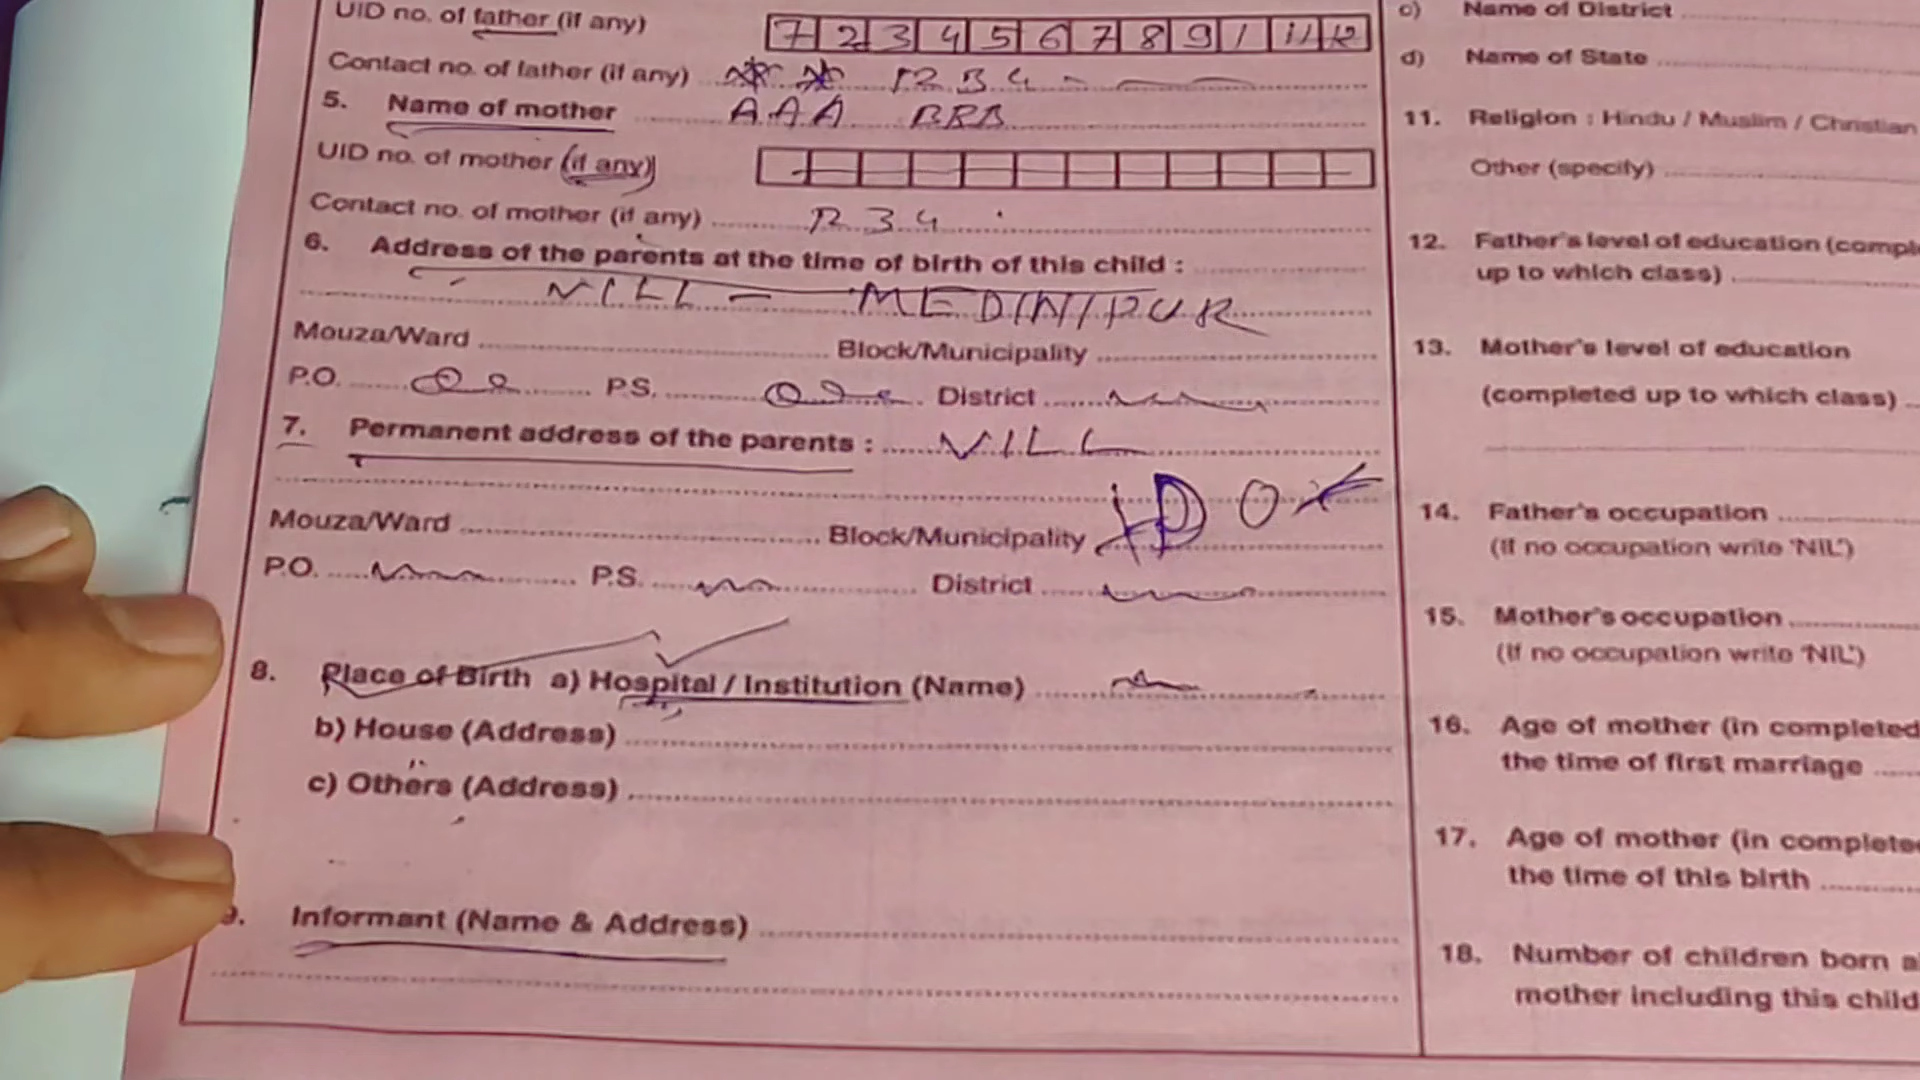 UID no. of father (if any) 7 2 3 4 5 6 7 8 9 1 11 12
Contact no. of father (if any) 1234
5. Name of mother AAA BBB
UID no. of mother (if any)
Contact no. of mother (if any) 1234
6. Address of the parents at the time of birth of this child :
VILL - MEDINIPUR
Mouza/Ward Block/Municipality
P.O. P.S. District
7. Permanent address of the parents : VILL
Mouza/Ward Block/Municipality
P.O. P.S. District
8. Place of Birth a) Hospital / Institution (Name)
b) House (Address)
c) Others (Address)
9. Informant (Name & Address)
c) Name of District
d) Name of State
11. Religion : Hindu / Muslim / Christian
Other (specify)
12. Father's level of education (comple
up to which class)
13. Mother's level of education
(completed up to which class)
14. Father's occupation
(If no occupation write 'NIL')
15. Mother's occupation
(If no occupation write 'NIL')
16. Age of mother (in completed
the time of first marriage
17. Age of mother (in complete
the time of this birth
18. Number of children born a
mother including this child